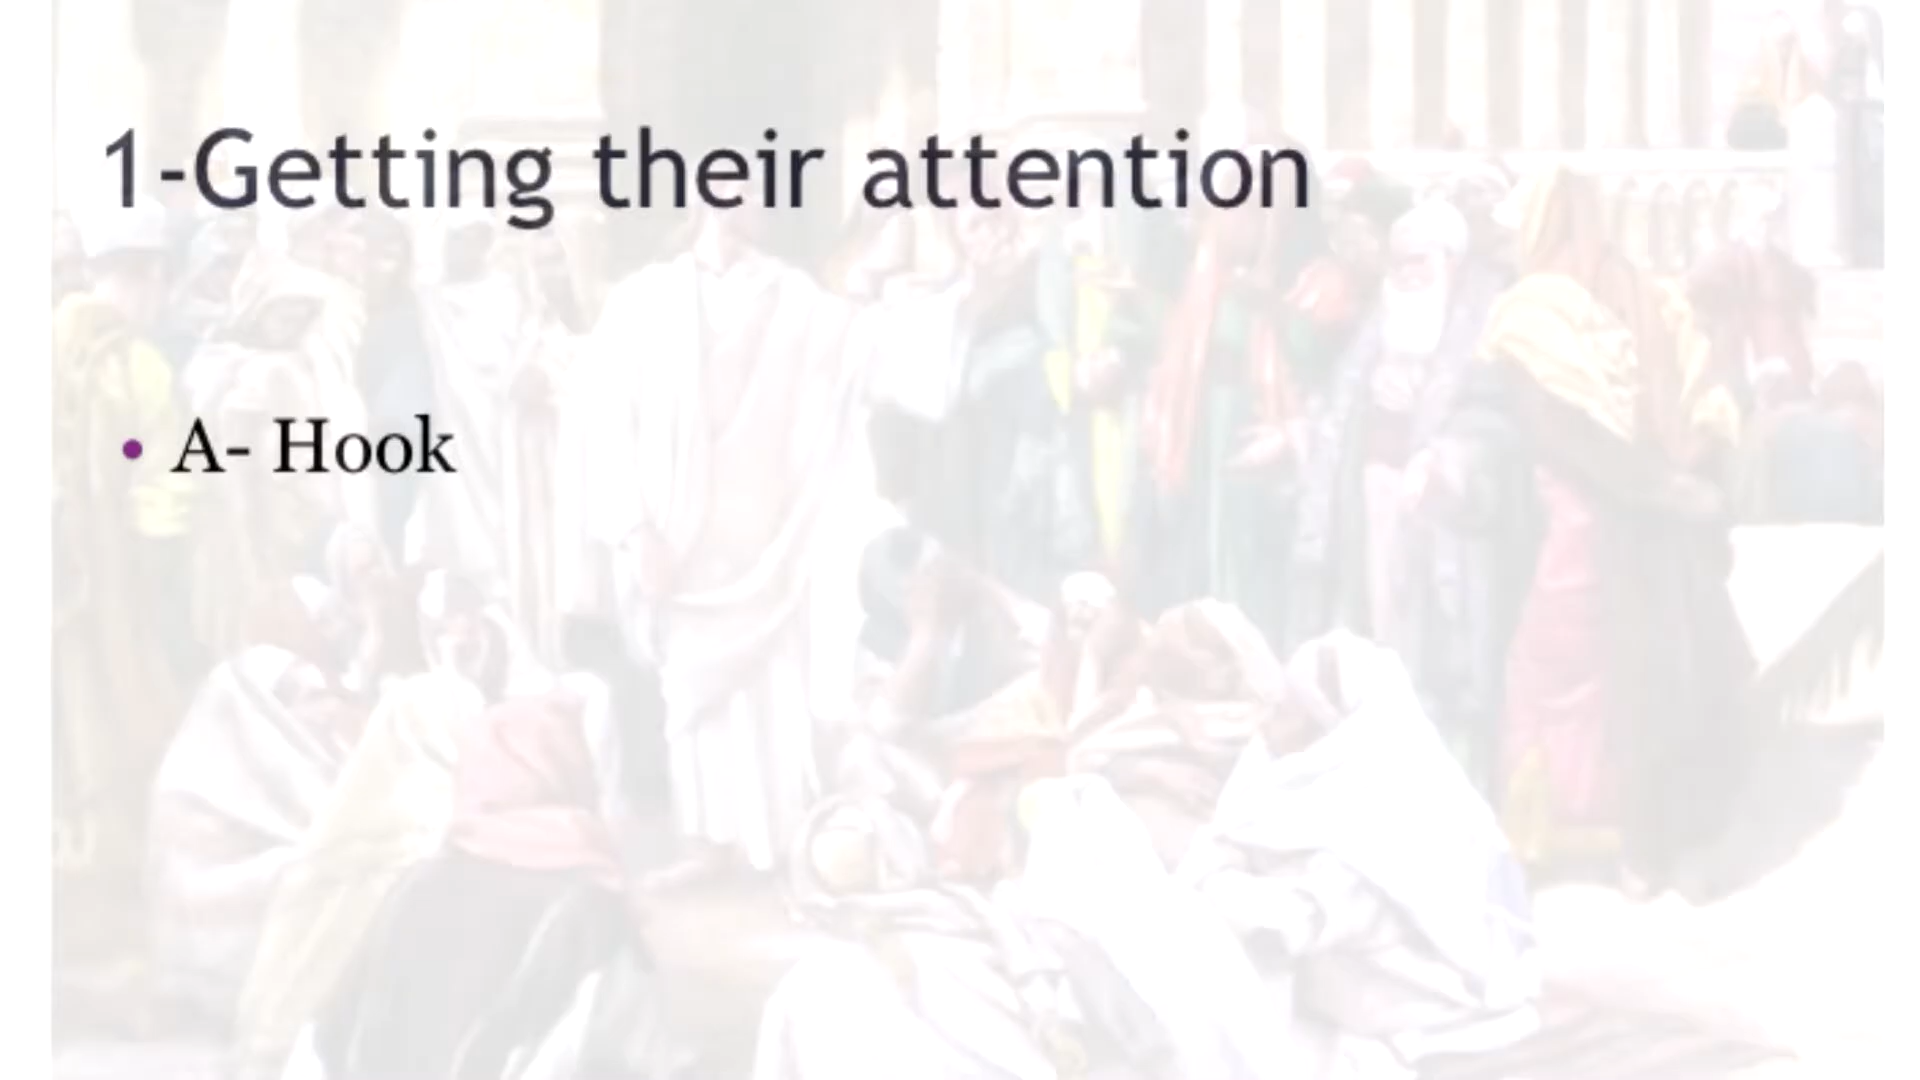 1-Getting their attention
• A- Hook